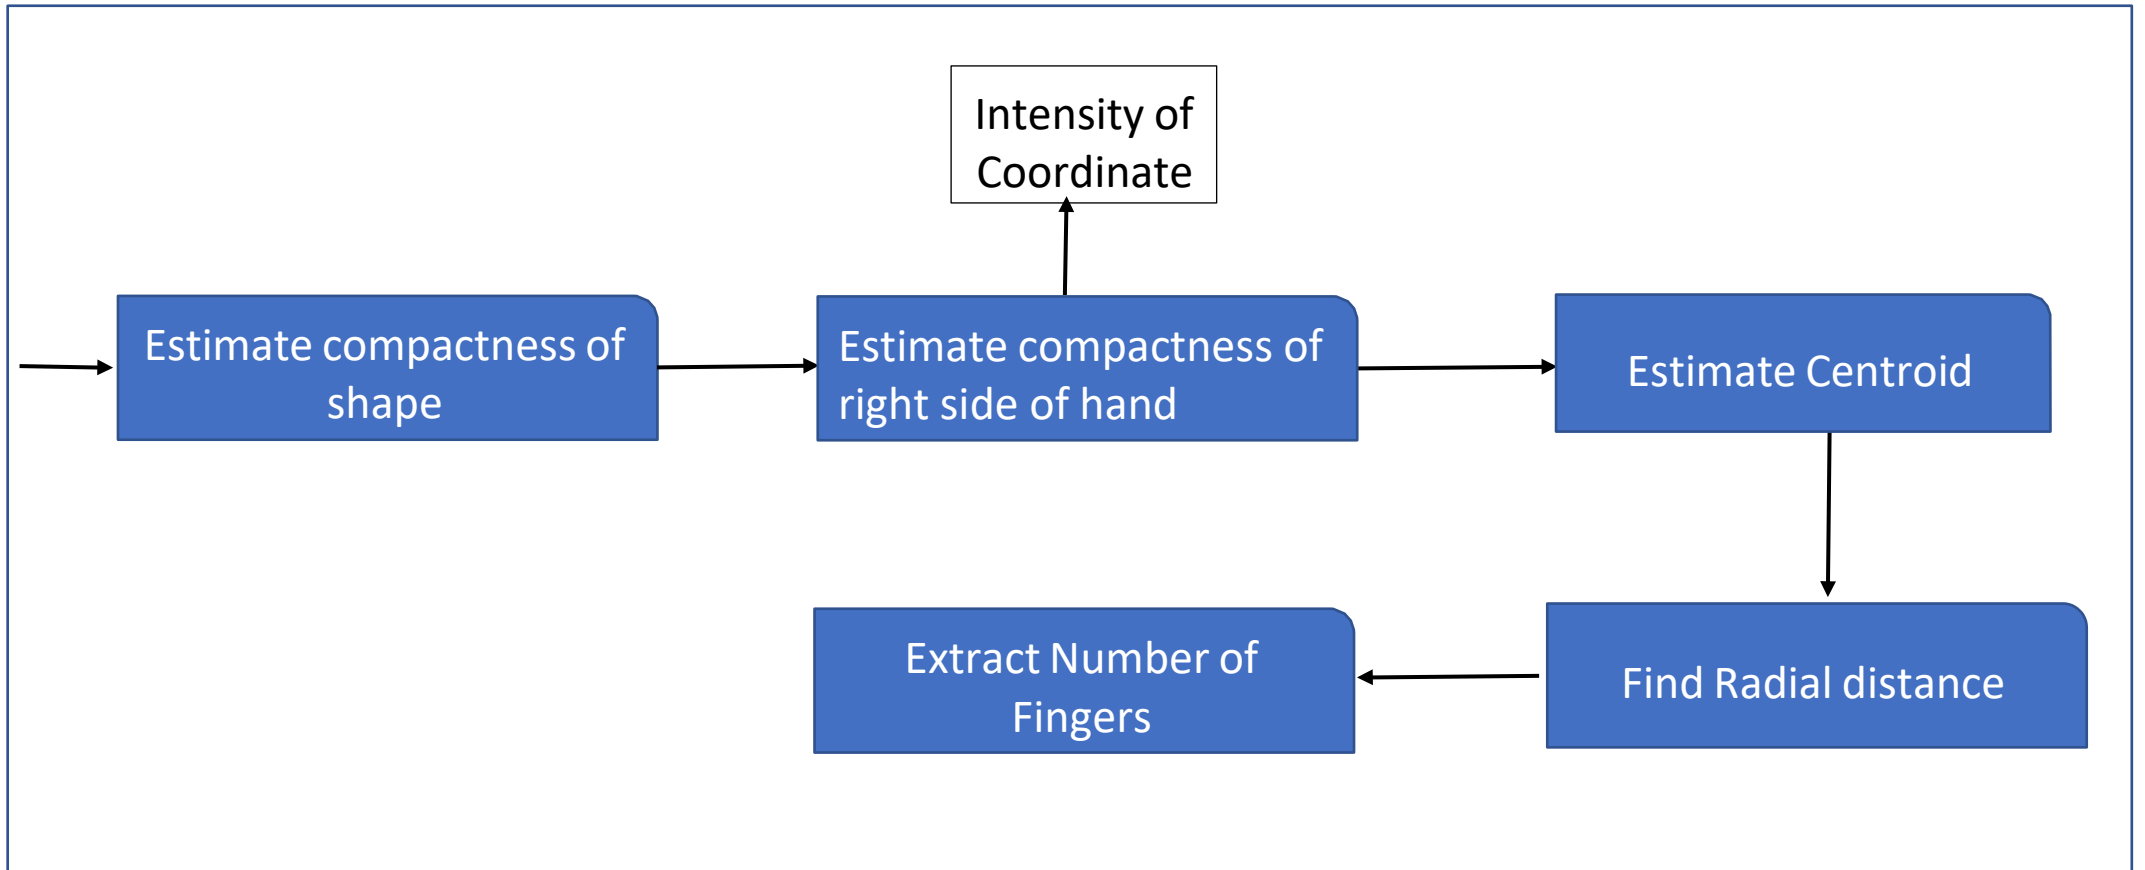 Intensity of
Coordinate
Estimate compactness of
shape
Estimate compactness of
right side of hand
Estimate Centroid
Extract Number of
Fingers
Find Radial distance